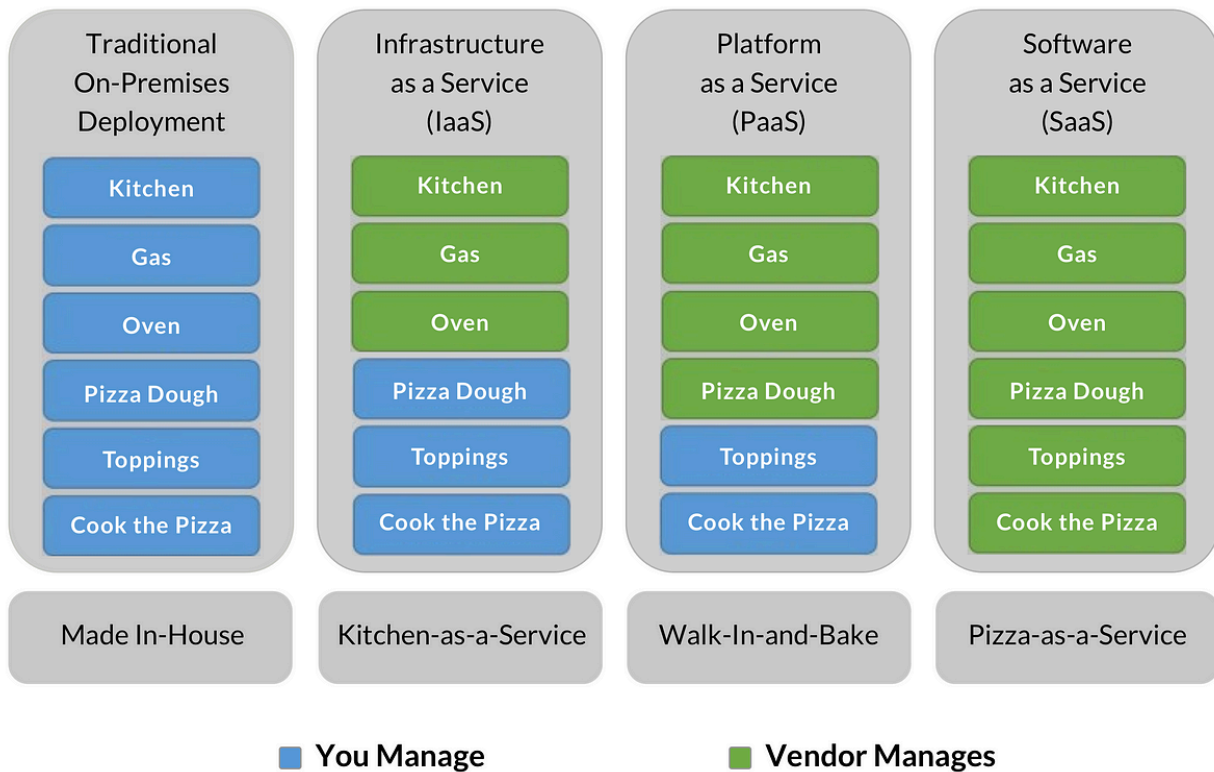 Traditional
On-Premises
Deployment
Kitchen
Gas
Oven
Pizza Dough
Toppings
Cook the Pizza
Made In-House
Infrastructure
as a Service
(IaaS)
Kitchen
Gas
Oven
Pizza Dough
Toppings
Cook the Pizza
Kitchen-as-a-Service
Platform
as a Service
(PaaS)
Kitchen
Gas
Oven
Pizza Dough
Toppings
Cook the Pizza
Walk-In-and-Bake
Software
as a Service
(SaaS)
Kitchen
Gas
Oven
Pizza Dough
Toppings
Cook the Pizza
Pizza-as-a-Service
You Manage
Vendor Manages